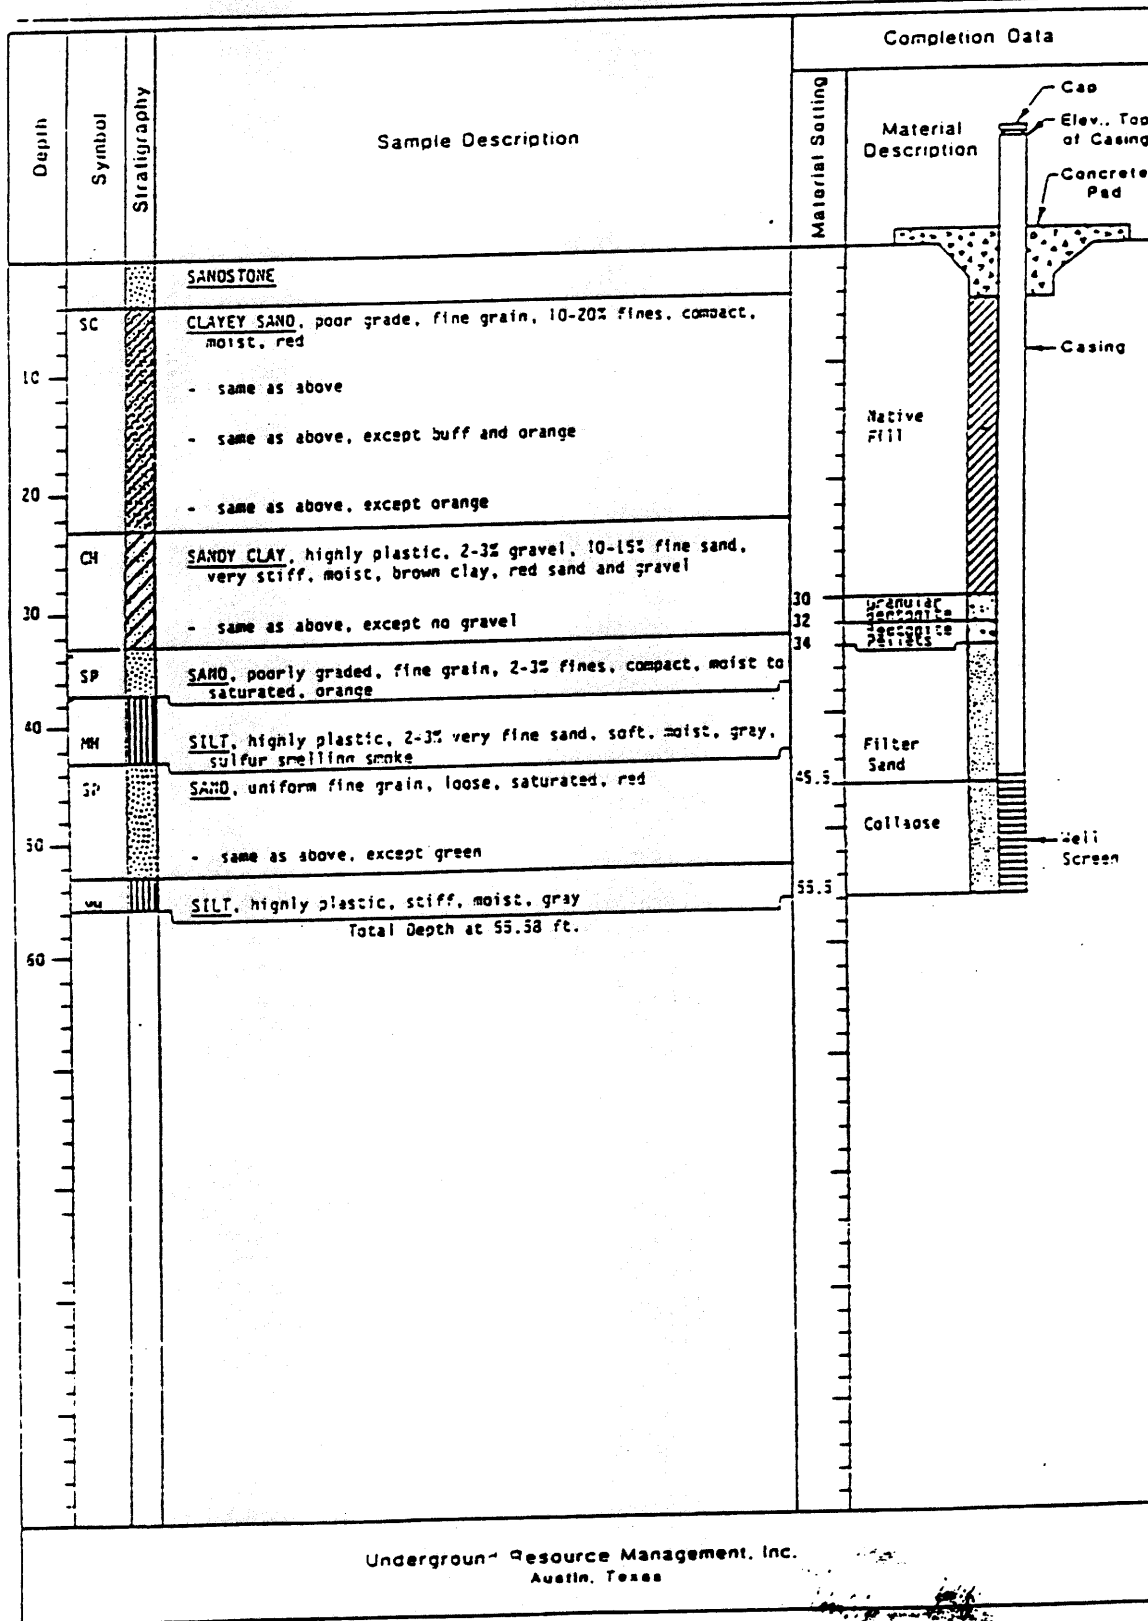 Completion Data
Depth
Symbol
Stratigraphy
Sample Description
Material Setting
Material
Description
Cap
Elev., Top
of Casing
Concrete
Pad
SANDSTONE
SC
CLAYEY SAND, poor grade, fine grain, 10-20% fines, compact,
moist, red
Casing
10
- same as above
- same as above, except buff and orange
Native
Fill
20
- same as above, except orange
CH
SANDY CLAY, highly plastic, 2-3% gravel, 10-15% fine sand,
very stiff, moist, brown clay, red sand and gravel
30
- same as above, except no gravel
30
Granular
Bentonite
32
Bentonite
Pellets
34
SP
SAND, poorly graded, fine grain, 2-3% fines, compact, moist to
saturated, orange
40
MH
SILT, highly plastic, 2-3% very fine sand, soft, moist, gray,
sulfur smelling smoke
Filter
Sand
45.5
SP
SAND, uniform fine grain, loose, saturated, red
Collapse
50
- same as above, except green
Well
Screen
55.5
SILT, highly plastic, stiff, moist, gray
Total Depth at 55.58 ft.
60
Underground Resource Management, Inc.
Austin, Texas